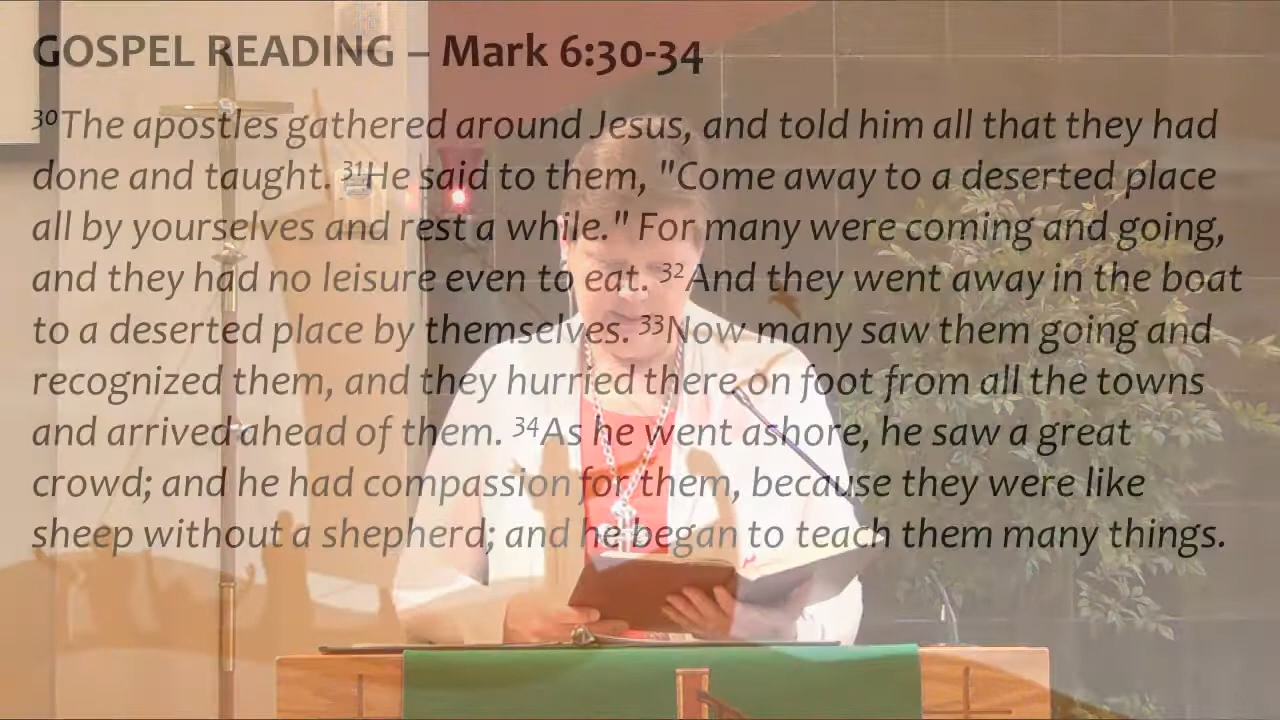 GOSPEL READING – Mark 6:30-34
³⁰The apostles gathered around Jesus, and told him all that they had
done and taught. ³¹He said to them, "Come away to a deserted place
all by yourselves and rest a while." For many were coming and going,
and they had no leisure even to eat. ³²And they went away in the boat
to a deserted place by themselves. ³³Now many saw them going and
recognized them, and they hurried there on foot from all the towns
and arrived ahead of them. ³⁴As he went ashore, he saw a great
crowd; and he had compassion for them, because they were like
sheep without a shepherd; and he began to teach them many things.